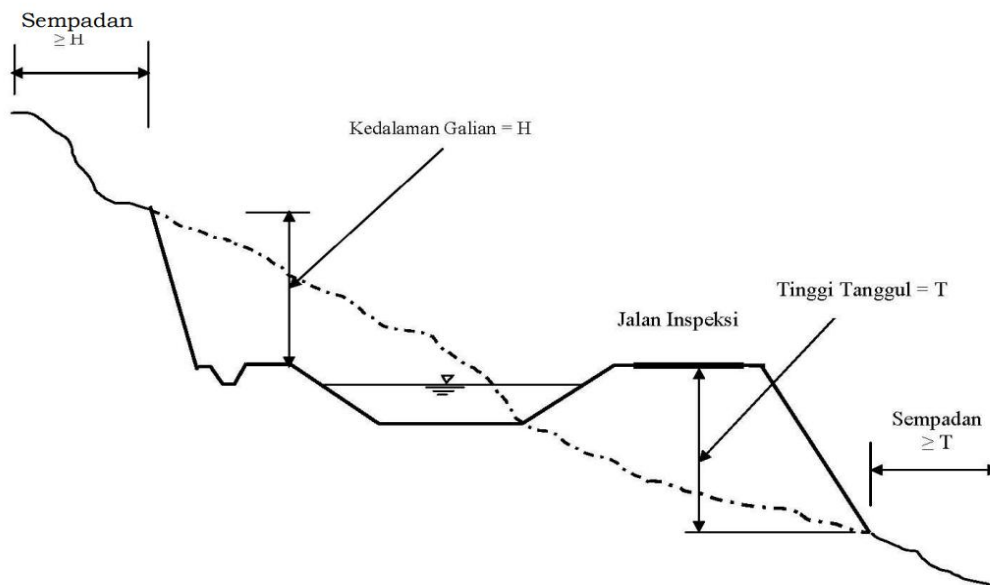 Sempadan
≥ H
Kedalaman Galian = H
Tinggi Tanggul = T
Jalan Inspeksi
Sempadan
≥ T